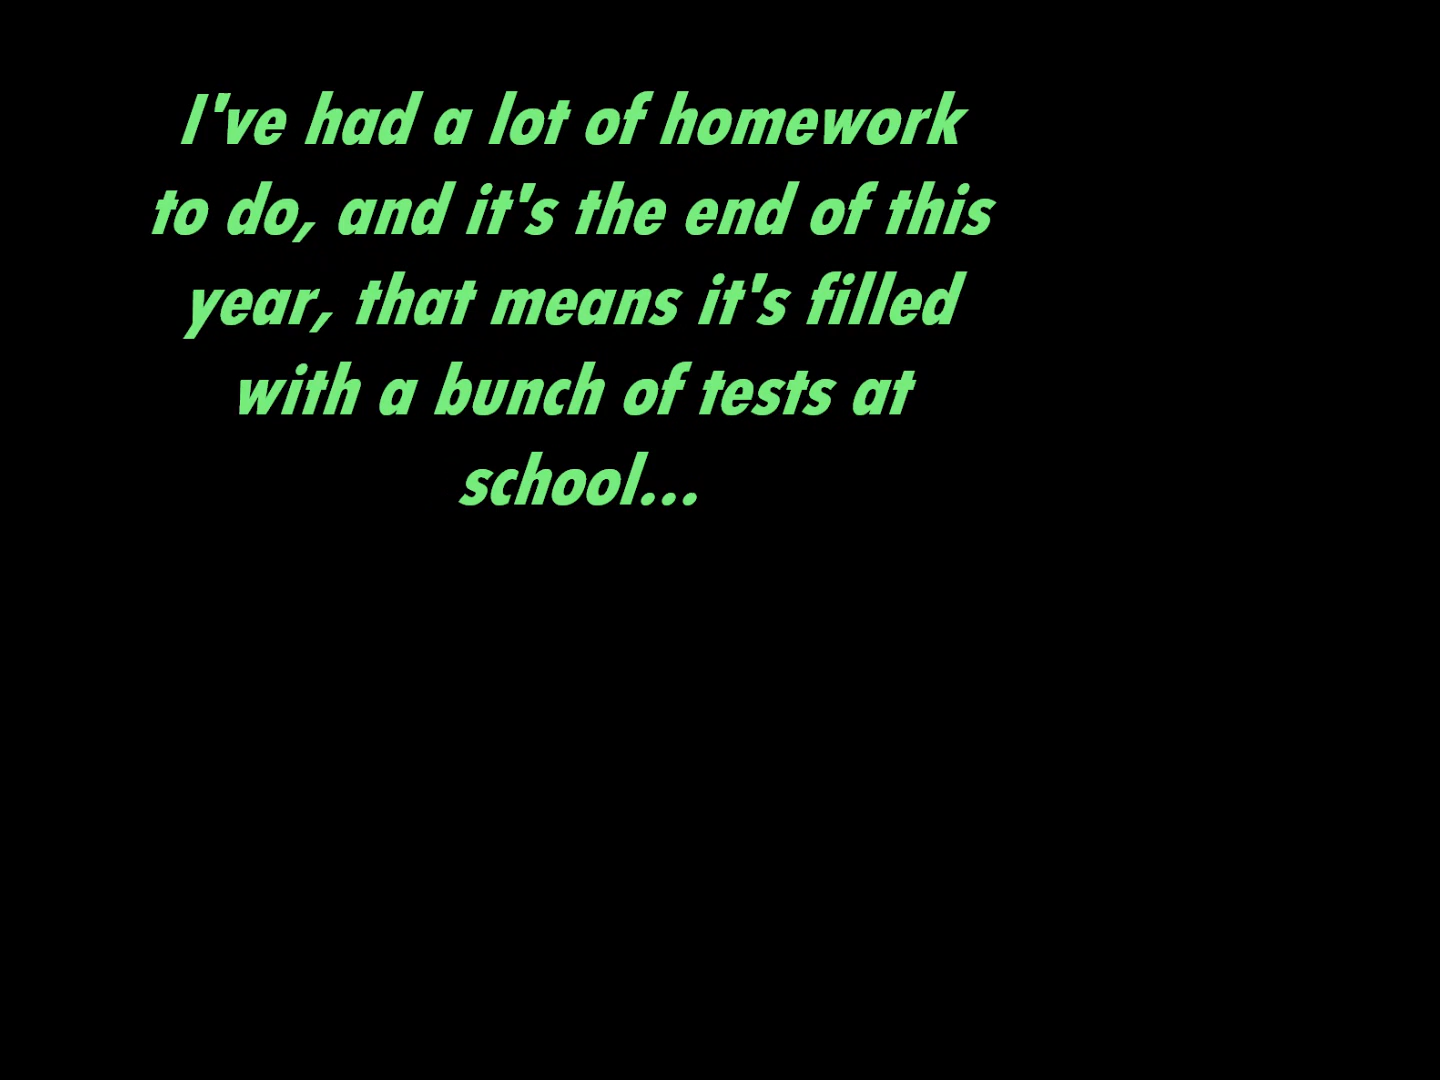 I've had a lot of homework
to do, and it's the end of this
year, that means it's filled
with a bunch of tests at
school...